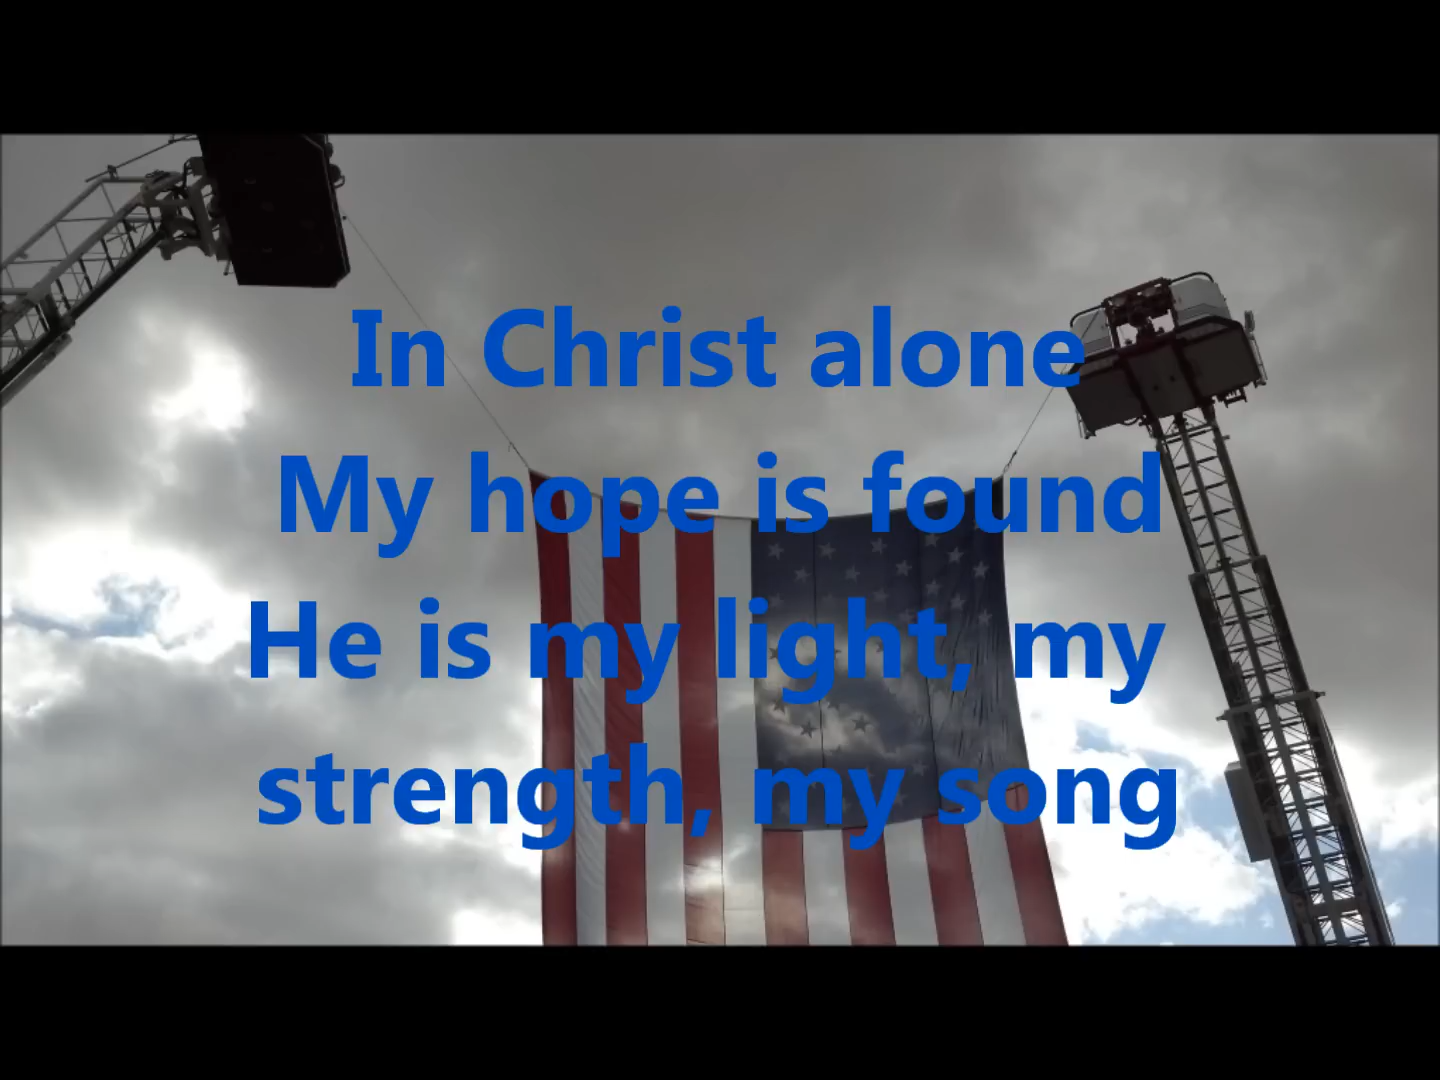 In Christ alone
My hope is found
He is my light, my
strength, my song